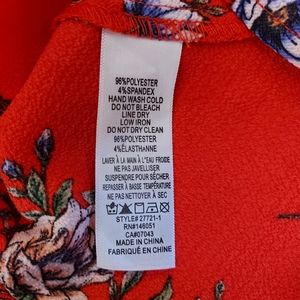 96%POLYESTER
4%SPANDEX
HAND WASH COLD
DO NOT BLEACH
LINE DRY
LOW IRON
DO NOT DRY CLEAN
96%POLYESTER
4%ÉLASTHANNE
LAVER À LA MAIN À L'EAU FROIDE
NE PAS JAVELLISER
SUSPENDRE POUR SÉCHER
REPASSER À BASSE TEMPÉRATURE
NE PAS NETTOYER À SEC
STYLE# 27721-1
RN#146051
CA#07043
MADE IN CHINA
FABRIQUÉ EN CHINE